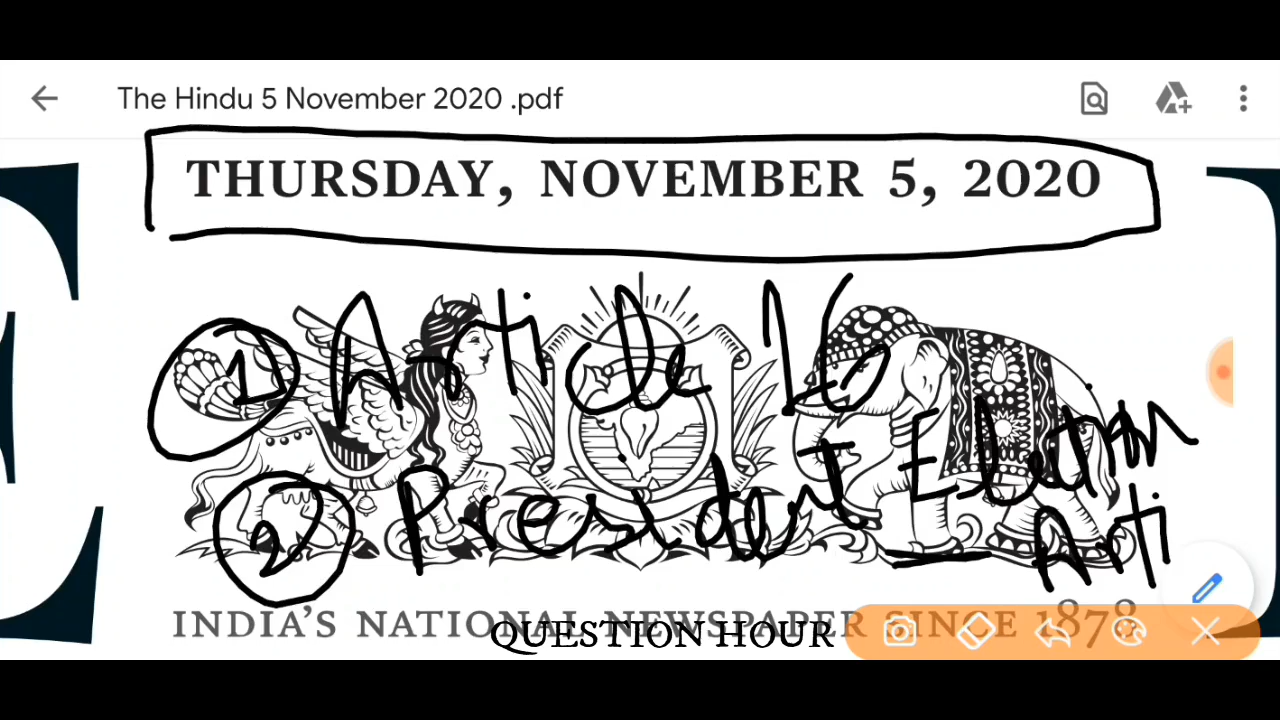 The Hindu 5 November 2020 .pdf
THURSDAY, NOVEMBER 5, 2020
1 Article 16
2 President Election
Arti
INDIA'S NATIONAL NEWSPAPER SINCE 1878
QUESTION HOUR